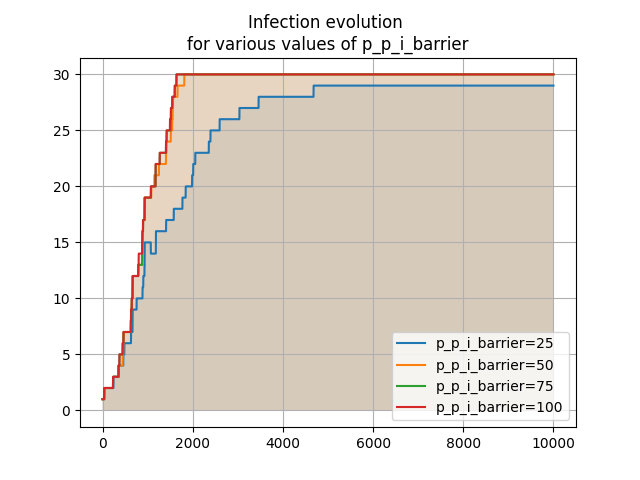 Infection evolution
for various values of p_p_i_barrier
30
25
20
15
10
5
0
p_p_i_barrier=25
p_p_i_barrier=50
p_p_i_barrier=75
p_p_i_barrier=100
0 2000 4000 6000 8000 10000